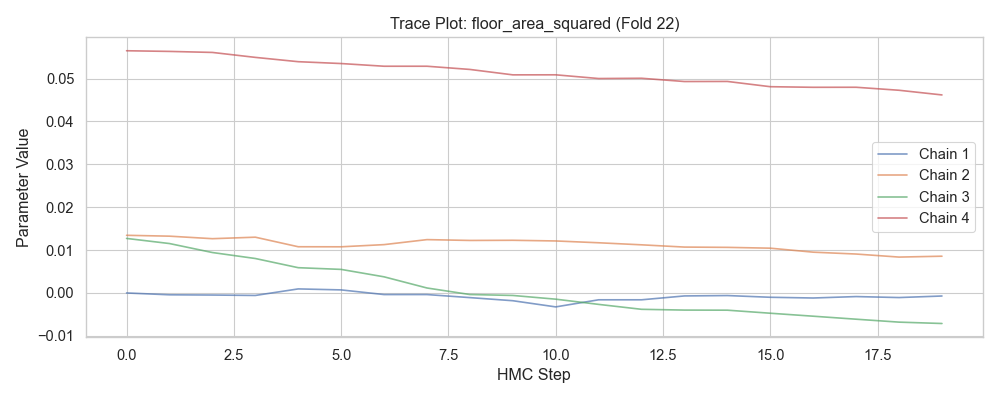 Trace Plot: floor_area_squared (Fold 22)
Parameter Value
0.05
0.04
0.03
0.02
0.01
0.00
−0.01
Chain 1
Chain 2
Chain 3
Chain 4
0.0 2.5 5.0 7.5 10.0 12.5 15.0 17.5
HMC Step